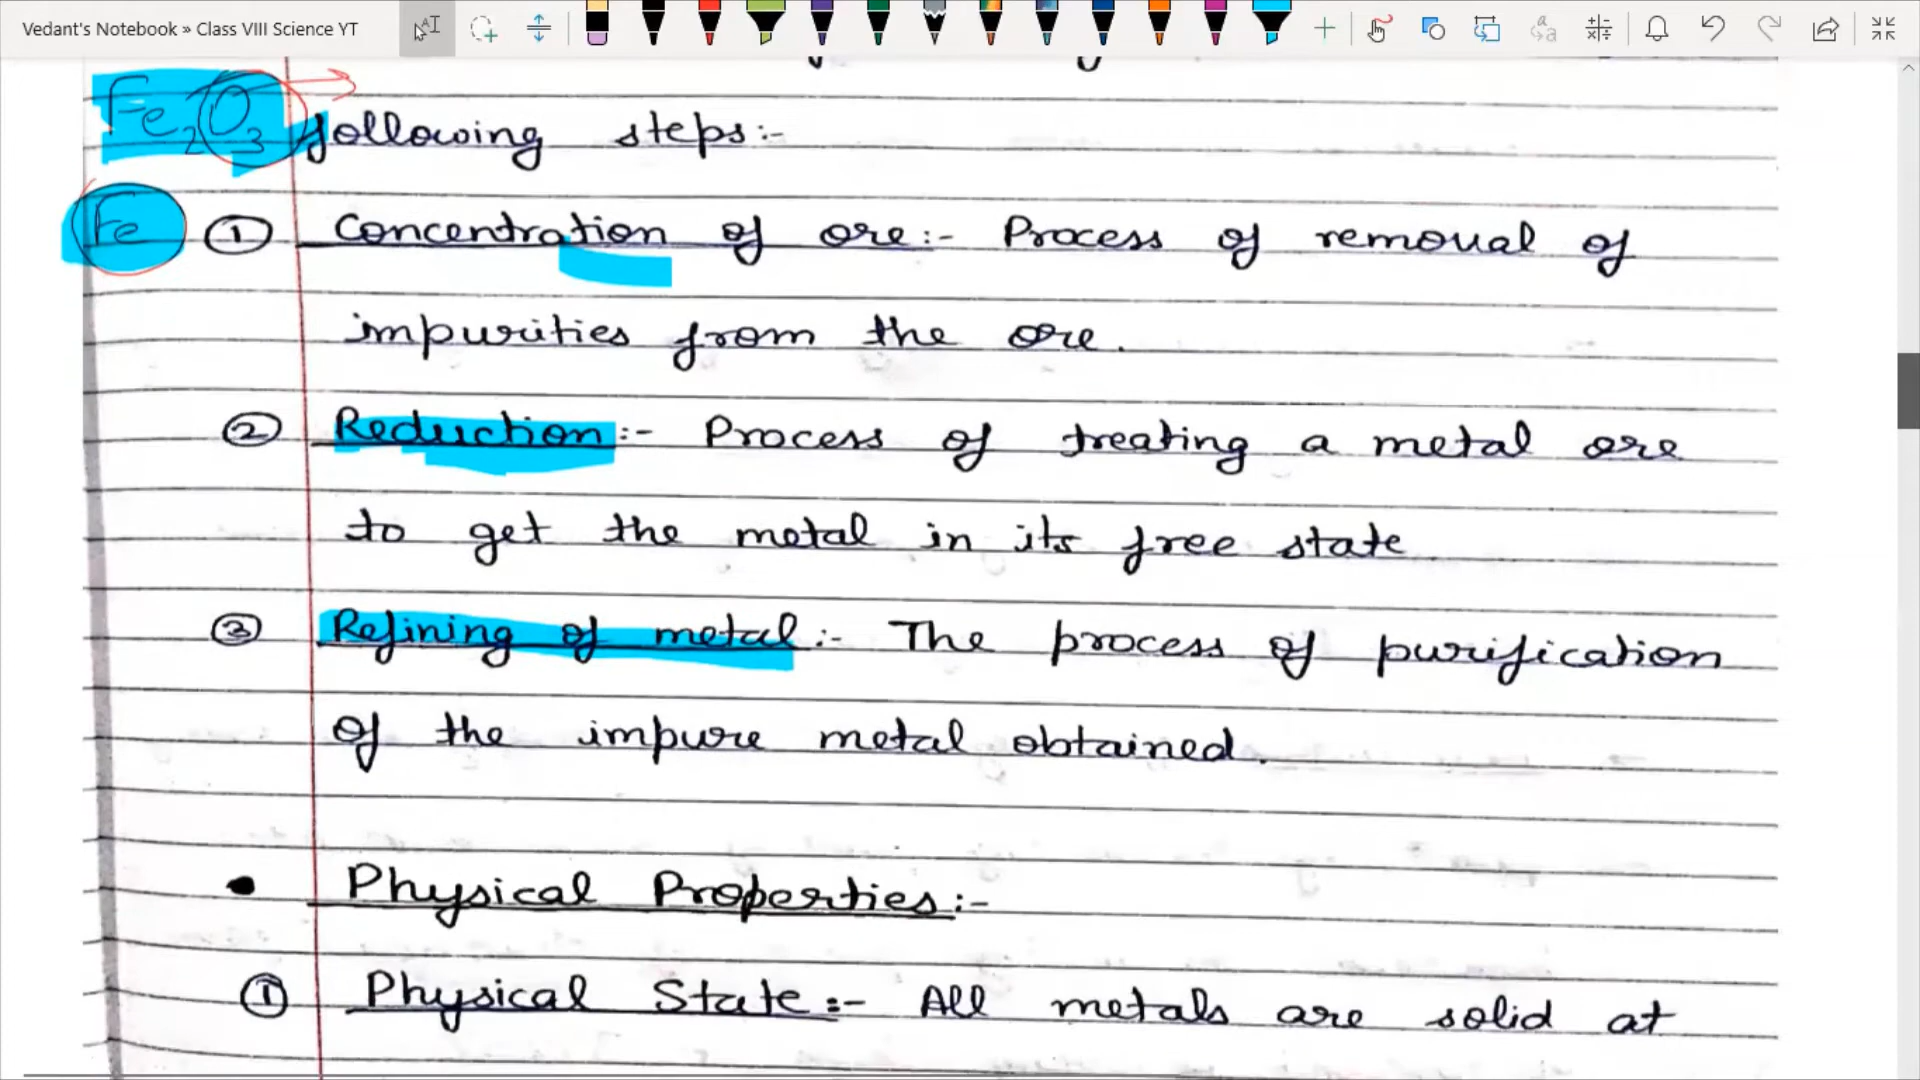 Vedant's Notebook » Class VIII Science YT
Fe₂O₃ following steps:-
Fe ① Concentration of ore:- Process of removal of
impurities from the ore.
② Reduction:- Process of treating a metal ore
to get the metal in its free state
③ Refining of metal:- The process of purification
of the impure metal obtained.
• Physical Properties:-
① Physical State:- All metals are solid at